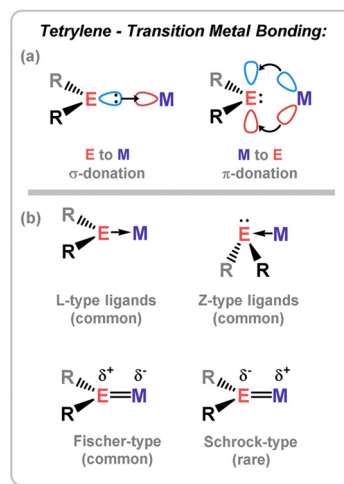 Tetrylene - Transition Metal Bonding:
(a)
R R E : M
E : M
E to M
σ-donation
M to E
π-donation
(b)
R R E M
E M R R
L-type ligands
(common)
Z-type ligands
(common)
δ+ δ-
R R E M
δ- δ+
R R E M
Fischer-type
(common)
Schrock-type
(rare)